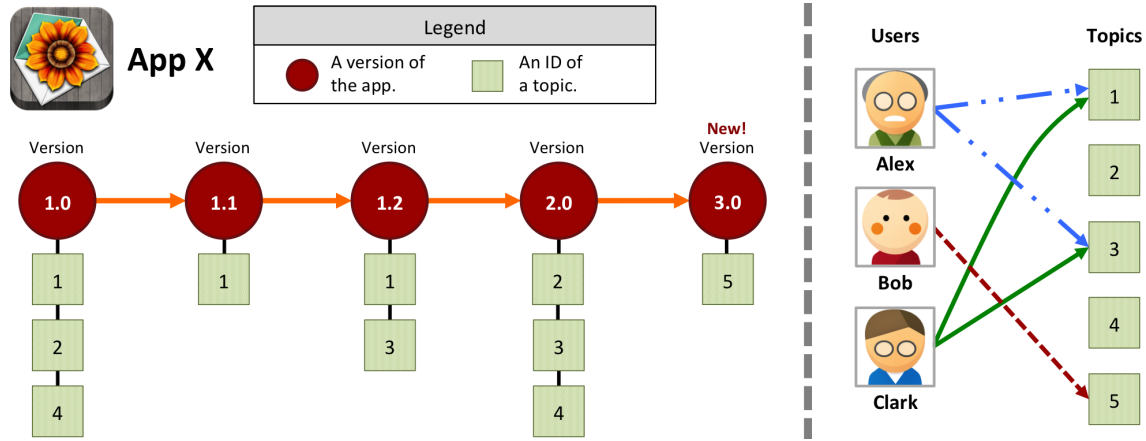 App X
Legend
A version of
the app.
An ID of
a topic.
New!
Version
Version
Version
Version
Version
1.0
1.1
1.2
2.0
3.0
1
1
1
2
5
2
3
3
4
4
Users
Topics
Alex
Bob
Clark
1
2
3
4
5